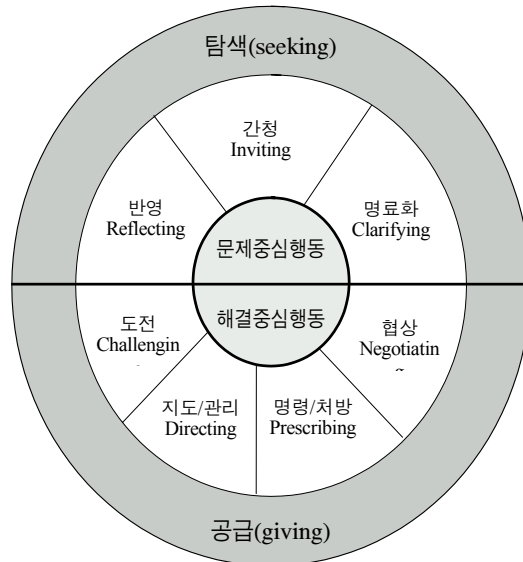 탐색(seeking)
간청
Inviting
반영
Reflecting
명료화
Clarifying
문제중심행동
해결중심행동
도전
Challengin
협상
Negotiatin
지도/관리
Directing
명령/처방
Prescribing
공급(giving)